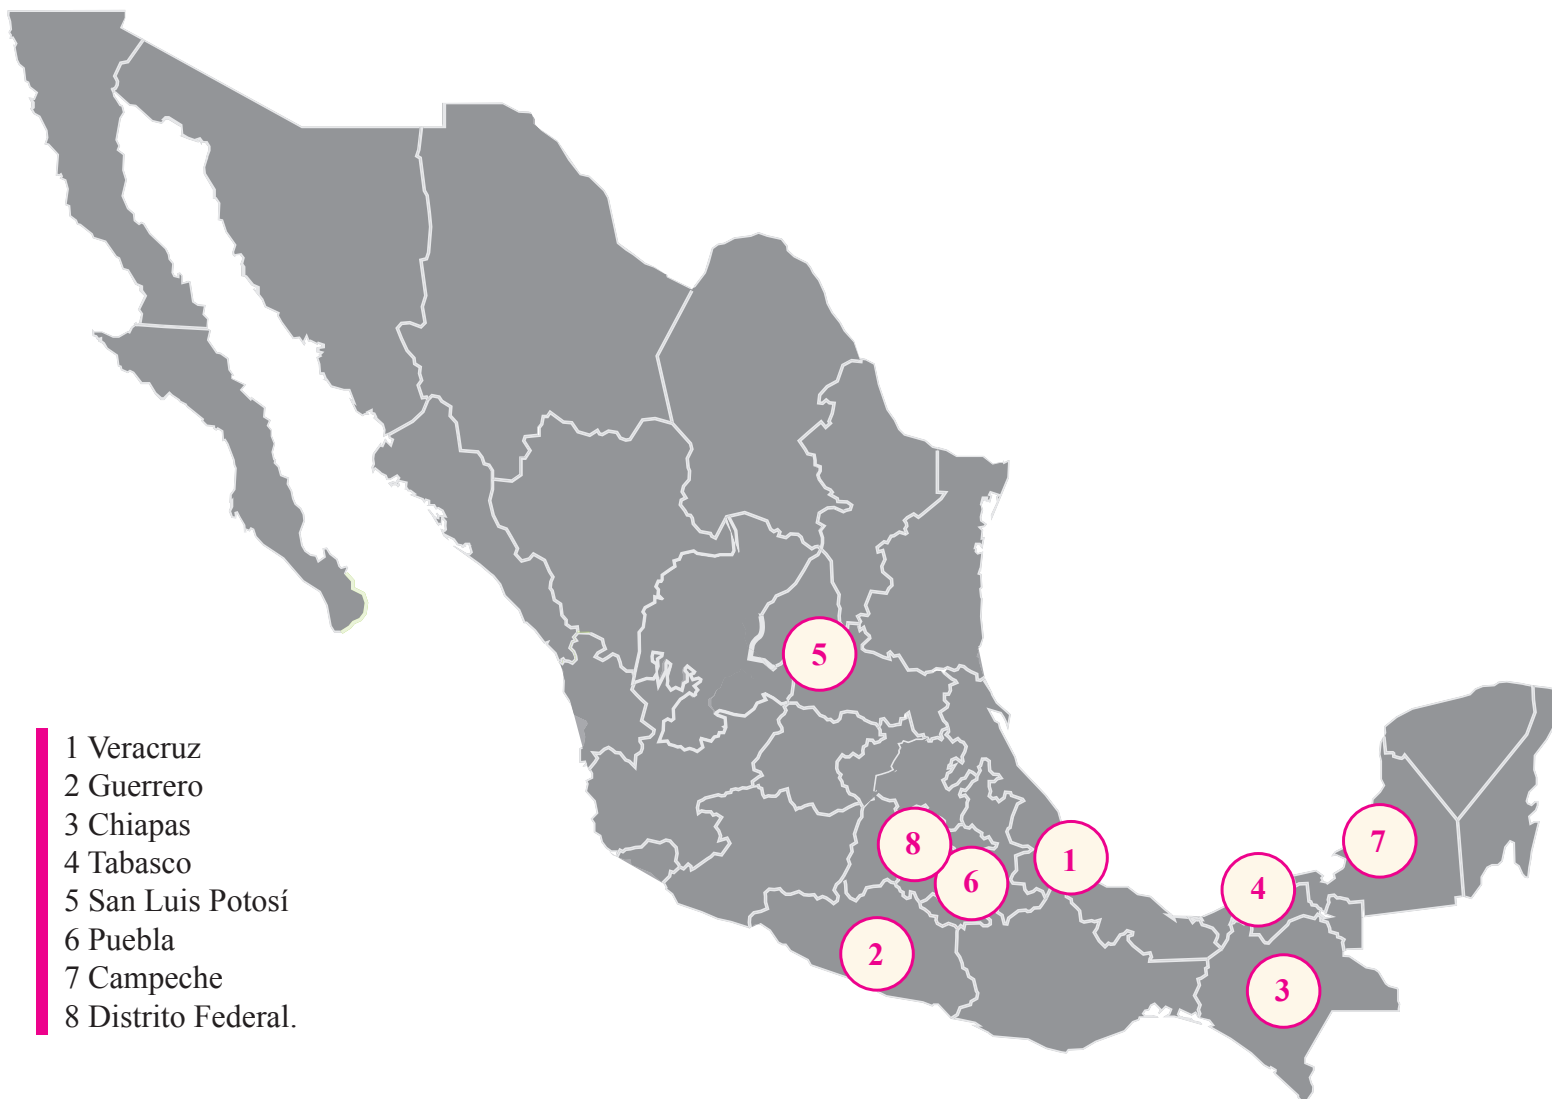 1 Veracruz
2 Guerrero
3 Chiapas
4 Tabasco
5 San Luis Potosí
6 Puebla
7 Campeche
8 Distrito Federal.
5
8
6
1
7
4
2
3